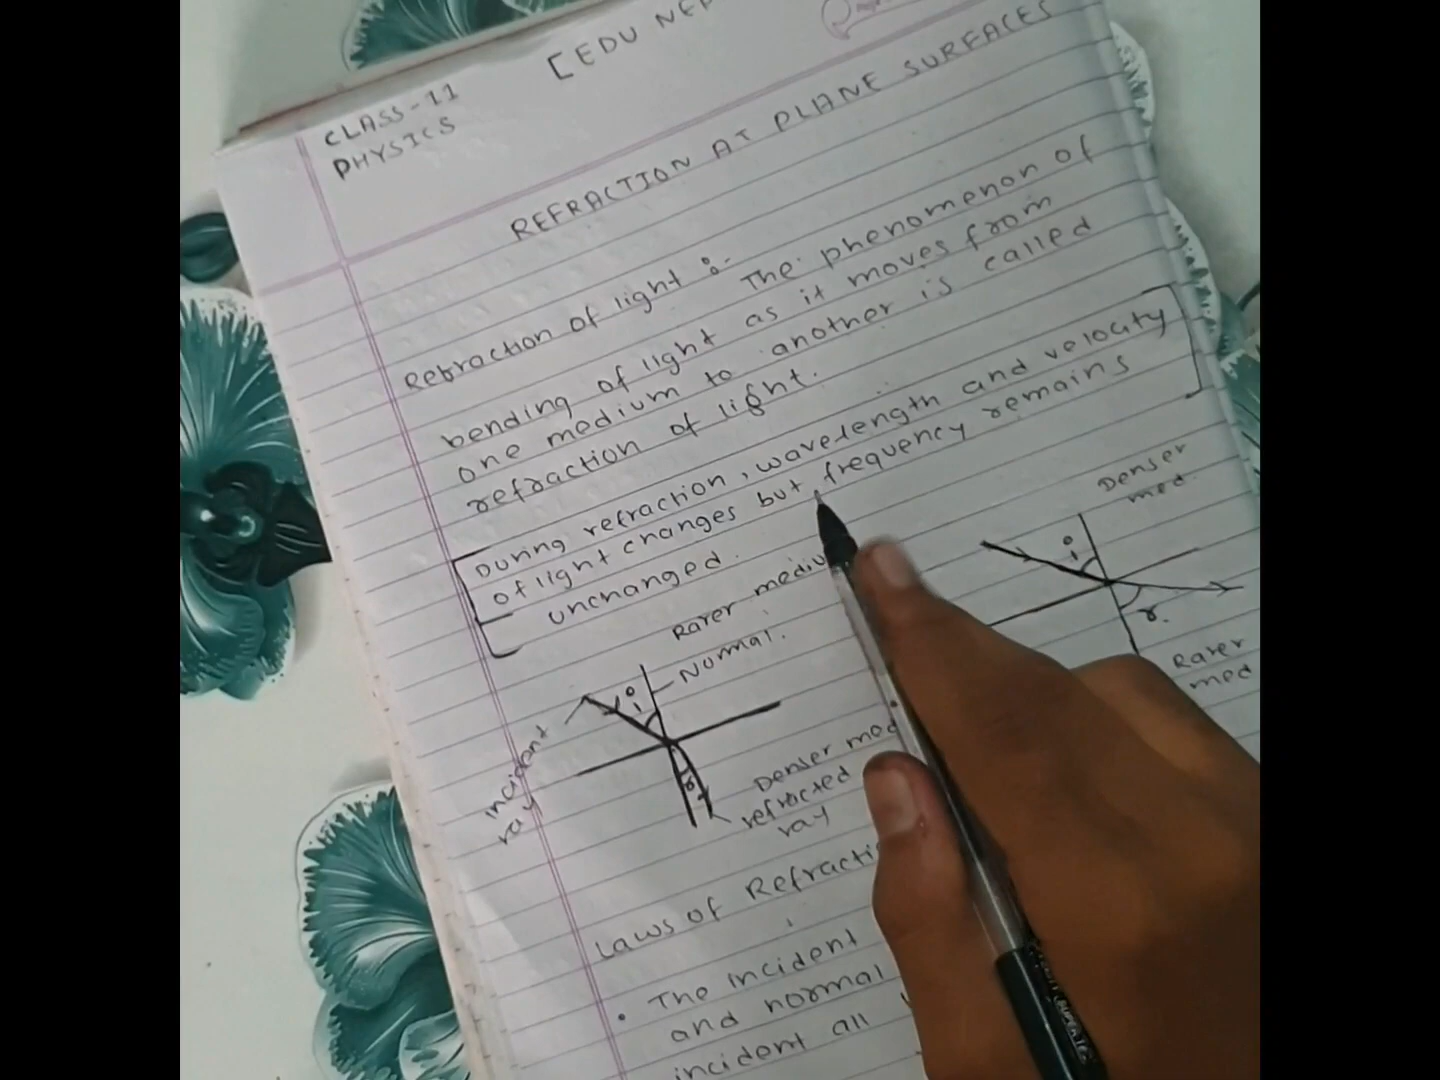 [EDU NEP
CLASS-11
PHYSICS
REFRACTION AT PLANE SURFACES
Refraction of light :-
The phenomenon of
bending of light as it moves from
one medium to another is called
refraction of light.
During refraction, wavelength and velocity
of light changes but frequency remains
unchanged.
Denser
med.
Rarer mediu
Normal.
i
i
r.
Rarer
med
incident
ray
r
Denser med
refracted
ray
Laws of Refracti
• The incident
and normal
incident all